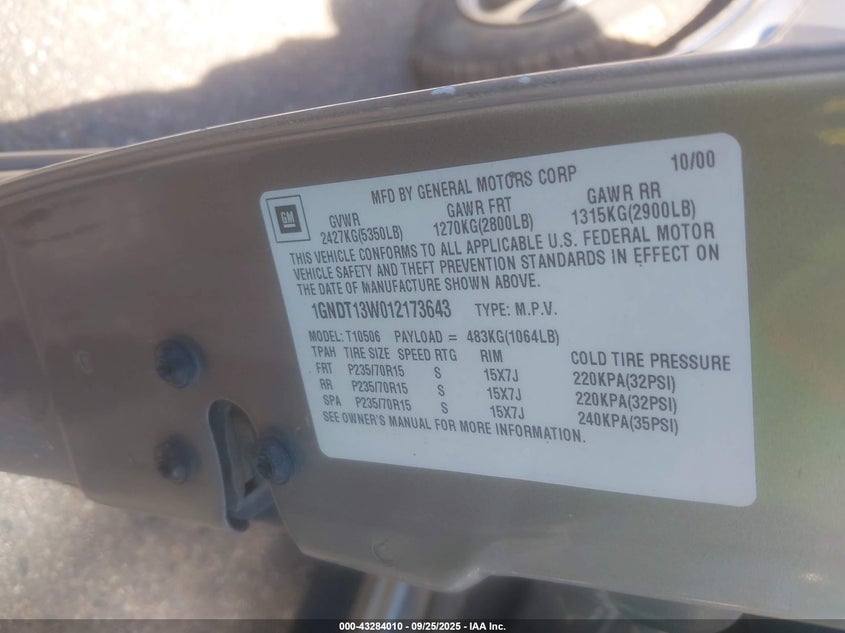 MFD BY GENERAL MOTORS CORP 10/00
GM
GVWR GAWR FRT GAWR RR
2427KG(5350LB) 1270KG(2800LB) 1315KG(2900LB)
THIS VEHICLE CONFORMS TO ALL APPLICABLE U.S. FEDERAL MOTOR
VEHICLE SAFETY AND THEFT PREVENTION STANDARDS IN EFFECT ON
THE DATE OF MANUFACTURE SHOWN ABOVE.
1GNDT13W012173643 TYPE: M.P.V.
MODEL: T10506 PAYLOAD = 483KG(1064LB)
TPAH TIRE SIZE SPEED RTG RIM COLD TIRE PRESSURE
FRT P235/70R15 S 15X7J 220KPA(32PSI)
RR P235/70R15 S 15X7J 220KPA(32PSI)
SPA P235/70R15 S 15X7J 240KPA(35PSI)
SEE OWNER'S MANUAL FOR MORE INFORMATION.
000-43284010 - 09/25/2025 - IAA Inc.